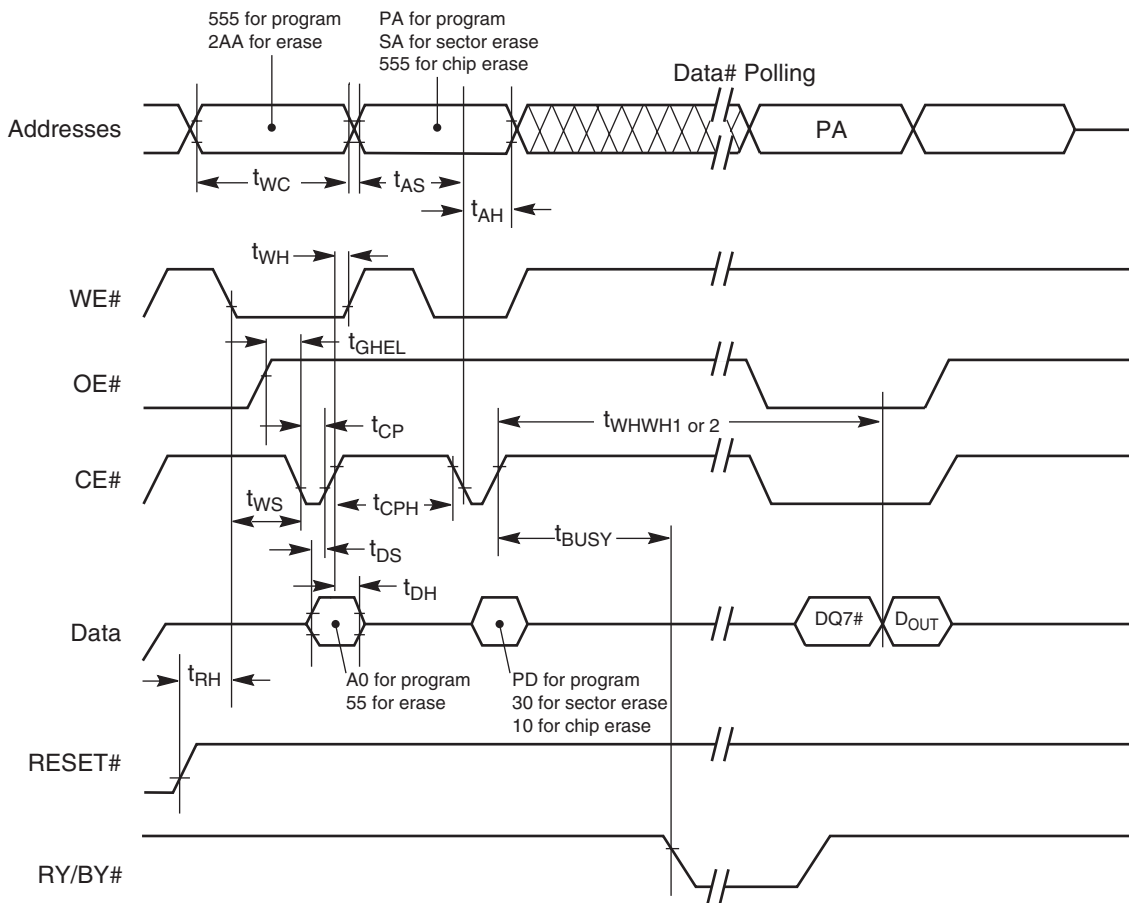 555 for program
2AA for erase
PA for program
SA for sector erase
555 for chip erase
Data# Polling
Addresses
PA
tWC
tAS
tAH
tWH
WE#
tGHEL
OE#
tWHWH1 or 2
tCP
CE#
tWS
tCPH
tBUSY
tDS
tDH
Data
DQ7#
DOUT
tRH
A0 for program
55 for erase
PD for program
30 for sector erase
10 for chip erase
RESET#
RY/BY#